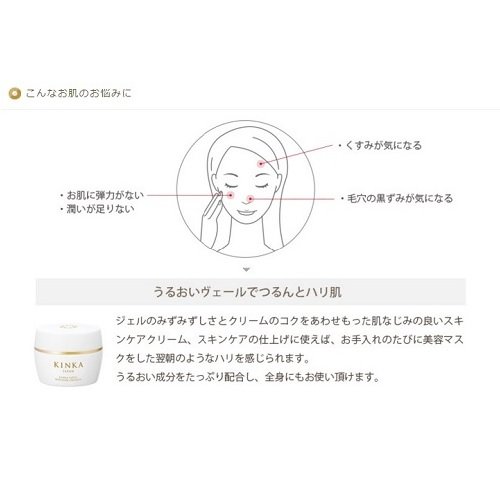 こんなお肌のお悩みに
・くすみが気になる
・お肌に弾力がない
・潤いが足りない
・毛穴の黒ずみが気になる
うるおいヴェールでつるんとハリ肌
ジェルのみずみずしさとクリームのコクをあわせもった肌なじみの良いスキ
ンケアクリーム、スキンケアの仕上げに使えば、お手入れのたびに美容マス
クをした翌朝のようなハリを感じられます。
うるおい成分をたっぷり配合し、全身にもお使い頂けます。
KINKA